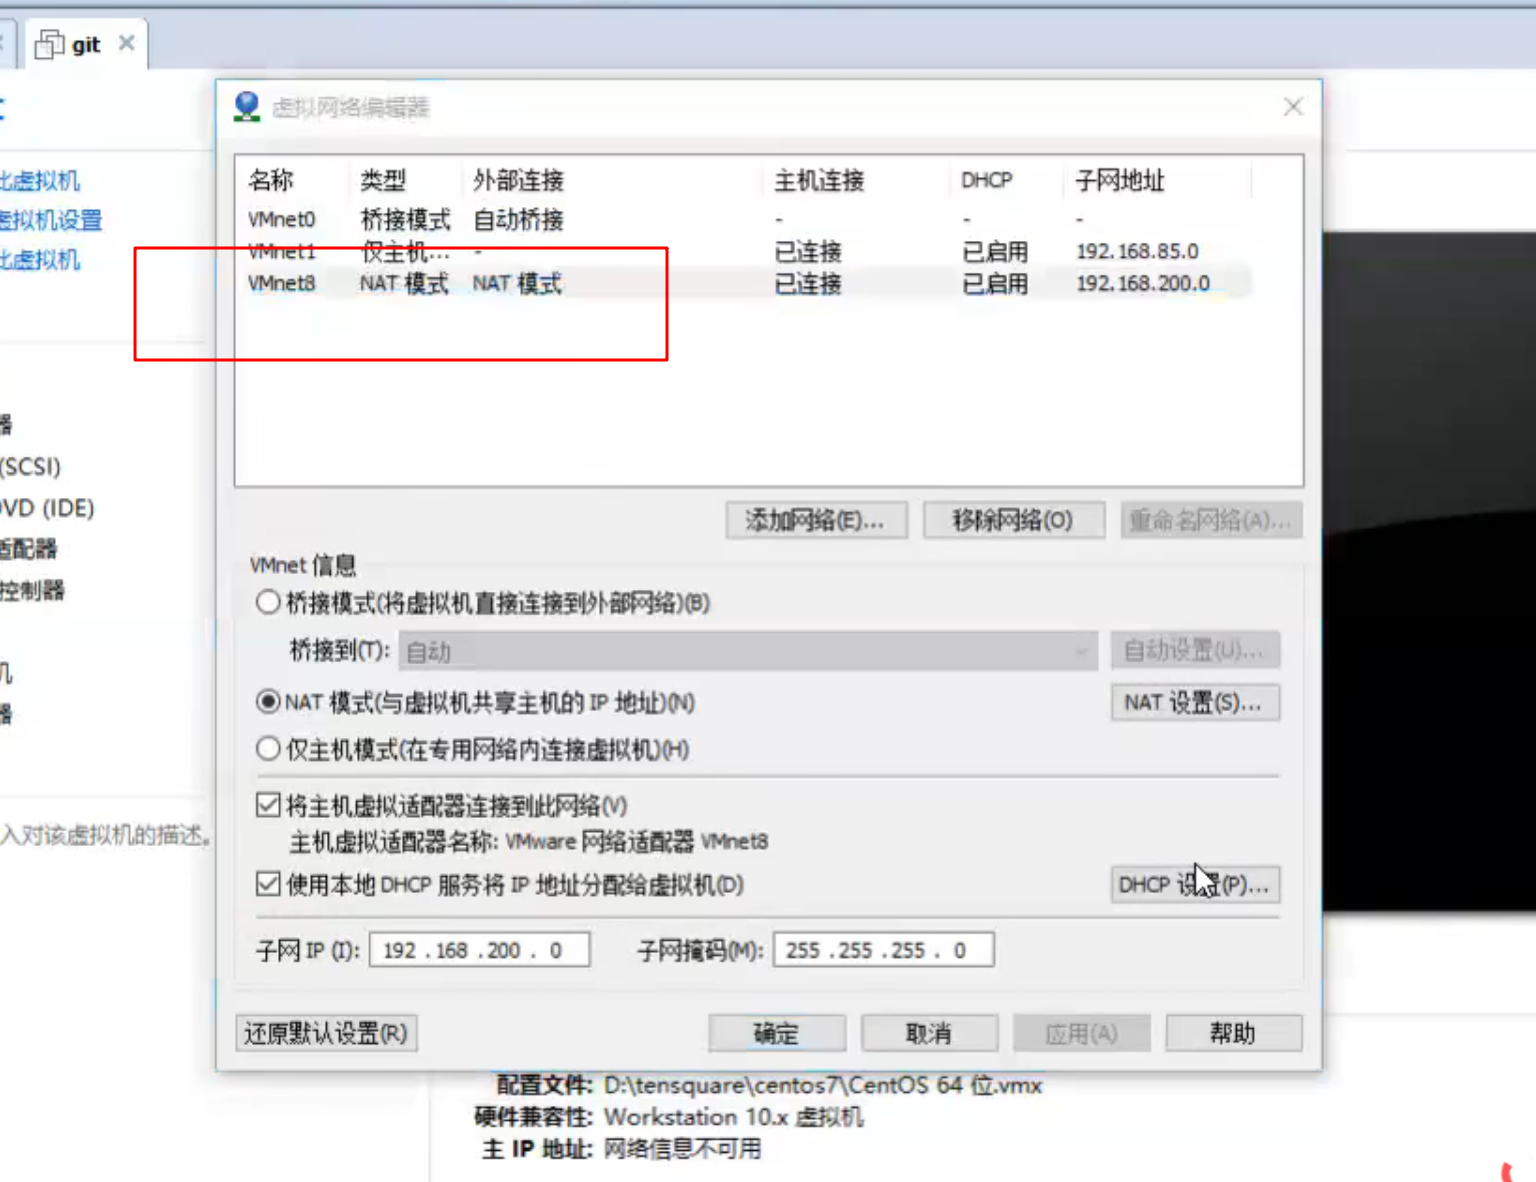 git
虚拟网络编辑器
名称 类型 外部连接 主机连接 DHCP 子网地址
VMnet0 桥接模式 自动桥接 - - -
此虚拟机
虚拟机设置
此虚拟机
VMnet1 仅主机... - 已连接 已启用 192.168.85.0
VMnet8 NAT 模式 NAT 模式 已连接 已启用 192.168.200.0
器
(SCSI)
VD (IDE)
适配器
控制器
机
器
入对该虚拟机的描述。
添加网络(E)... 移除网络(O) 重命名网络(A)...
VMnet 信息
桥接模式(将虚拟机直接连接到外部网络)(B)
桥接到(T): 自动 自动设置(U)...
NAT 模式(与虚拟机共享主机的 IP 地址)(N) NAT 设置(S)...
仅主机模式(在专用网络内连接虚拟机)(H)
将主机虚拟适配器连接到此网络(V)
主机虚拟适配器名称: VMware 网络适配器 VMnet8
使用本地 DHCP 服务将 IP 地址分配给虚拟机(D) DHCP 设置(P)...
子网 IP (I): 192 .168 .200 . 0 子网掩码(M): 255 .255 .255 . 0
还原默认设置(R) 确定 取消 应用(A) 帮助
配置文件: D:\tensquare\centos7\CentOS 64 位.vmx
硬件兼容性: Workstation 10.x 虚拟机
主 IP 地址: 网络信息不可用